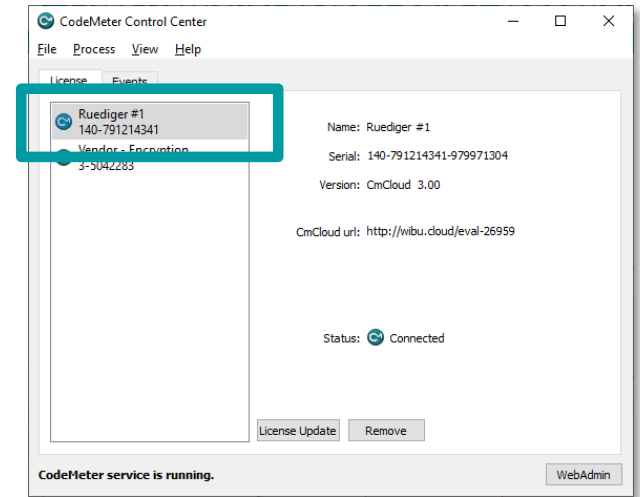 CodeMeter Control Center
File Process View Help
License Events
Ruediger #1
140-791214341
Vendor - Encryption
3-5042283
Name: Ruediger #1
Serial: 140-791214341-979971304
Version: CmCloud 3.00
CmCloud url: http://wibu.cloud/eval-26959
Status: Connected
License Update Remove
CodeMeter service is running. WebAdmin